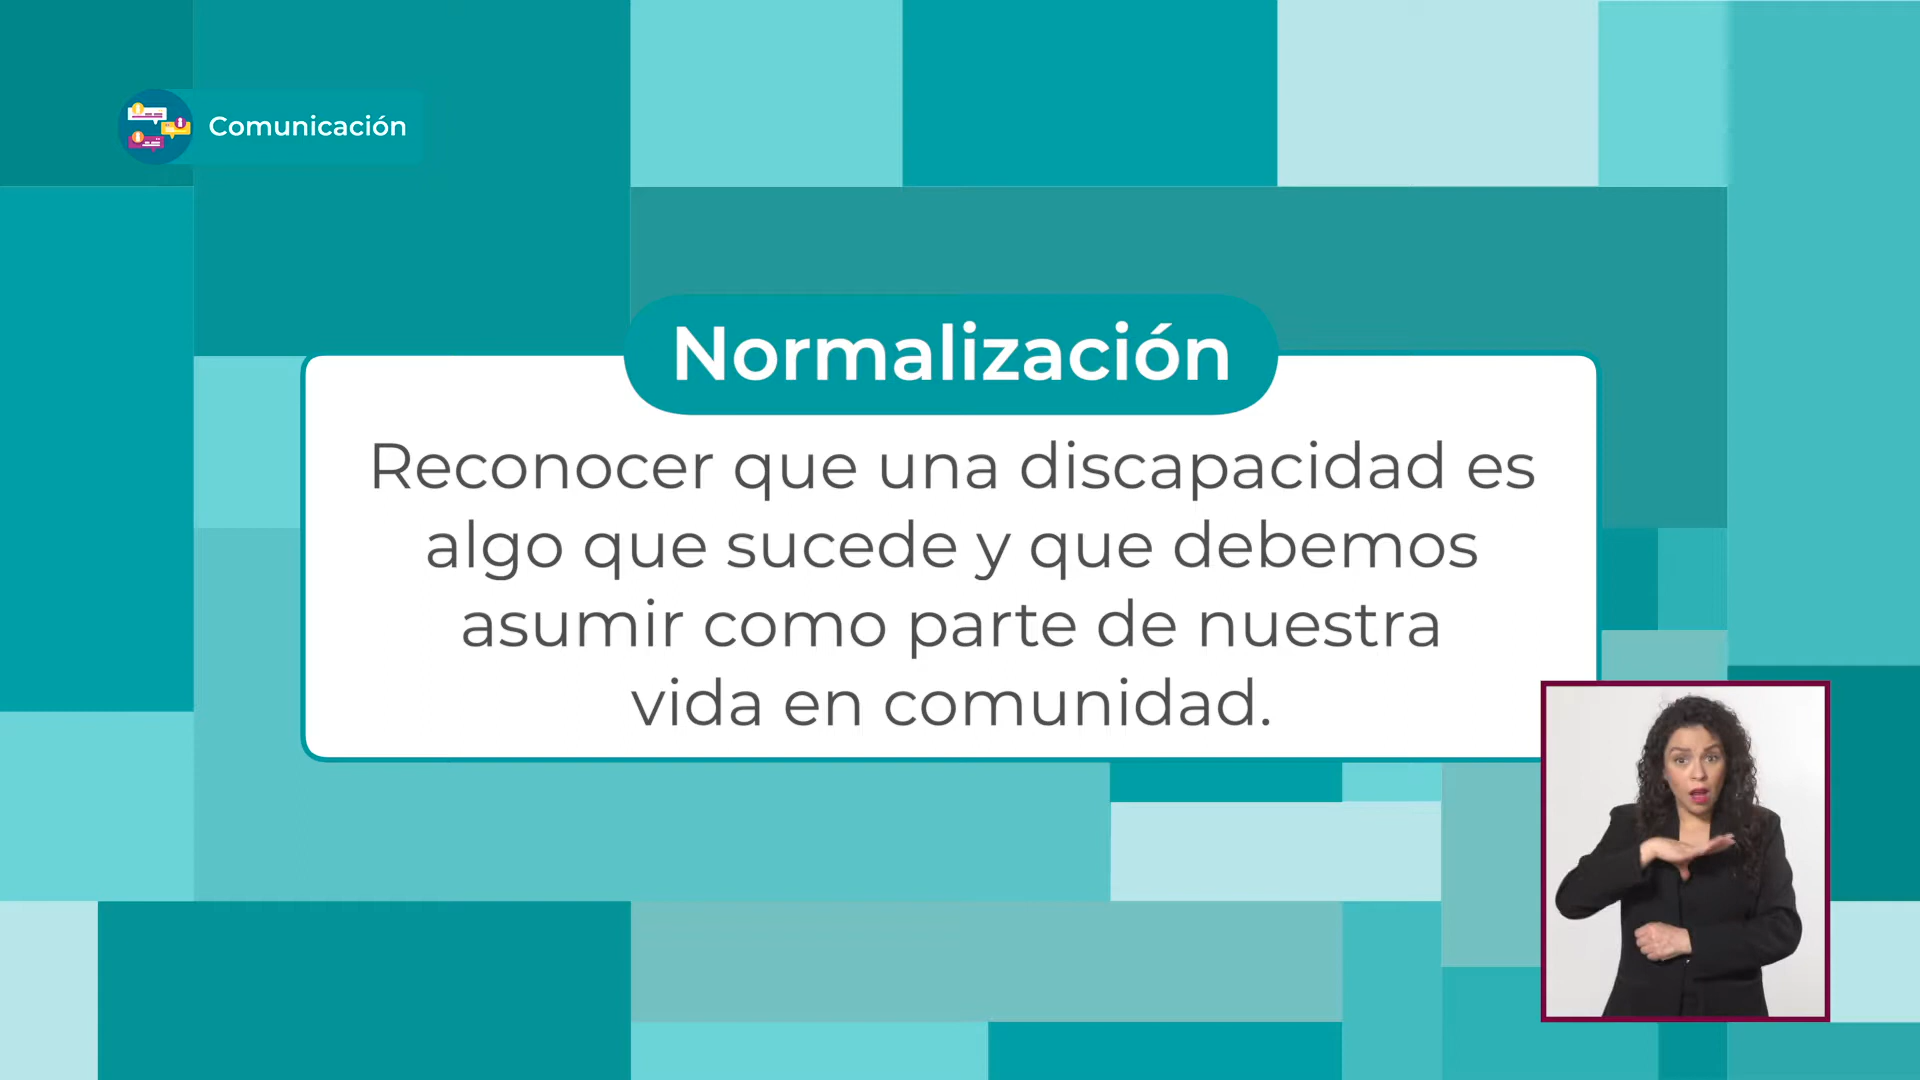 Comunicación
Normalización
Reconocer que una discapacidad es
algo que sucede y que debemos
asumir como parte de nuestra
vida en comunidad.